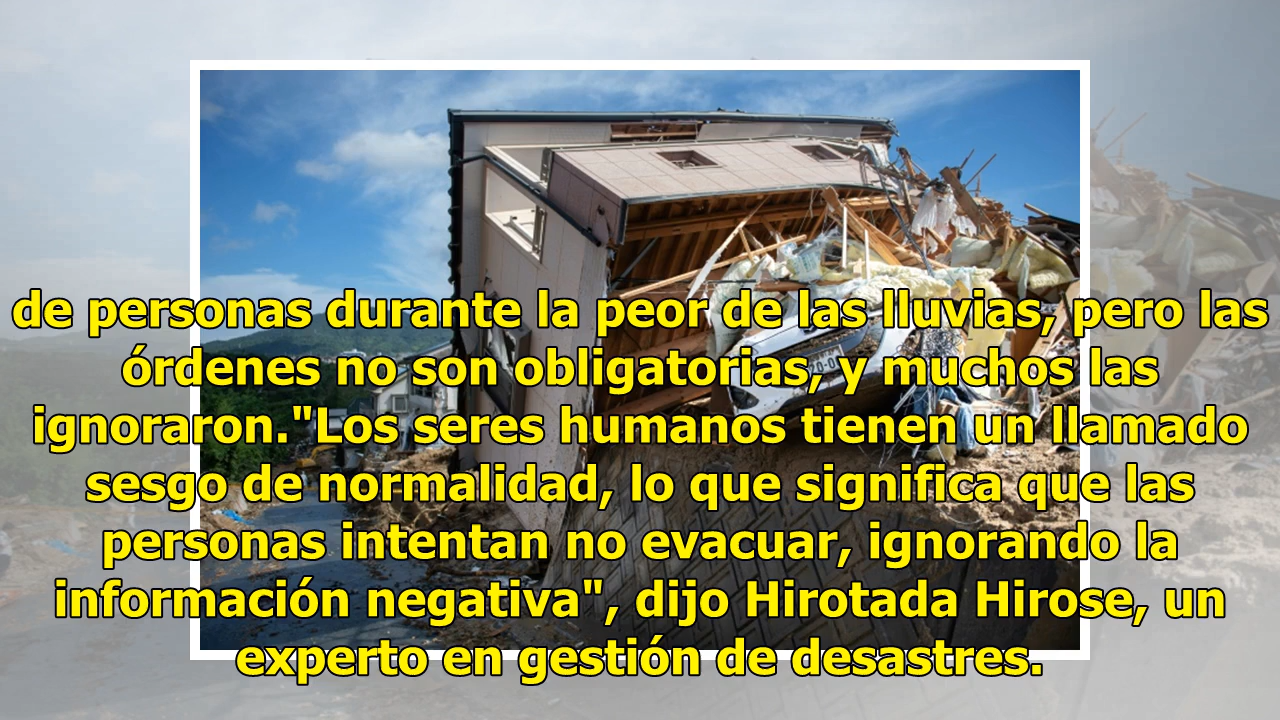 de personas durante la peor de las lluvias, pero las
órdenes no son obligatorias, y muchos las
ignoraron."Los seres humanos tienen un llamado
sesgo de normalidad, lo que significa que las
personas intentan no evacuar, ignorando la
información negativa", dijo Hirotada Hirose, un
experto en gestión de desastres.